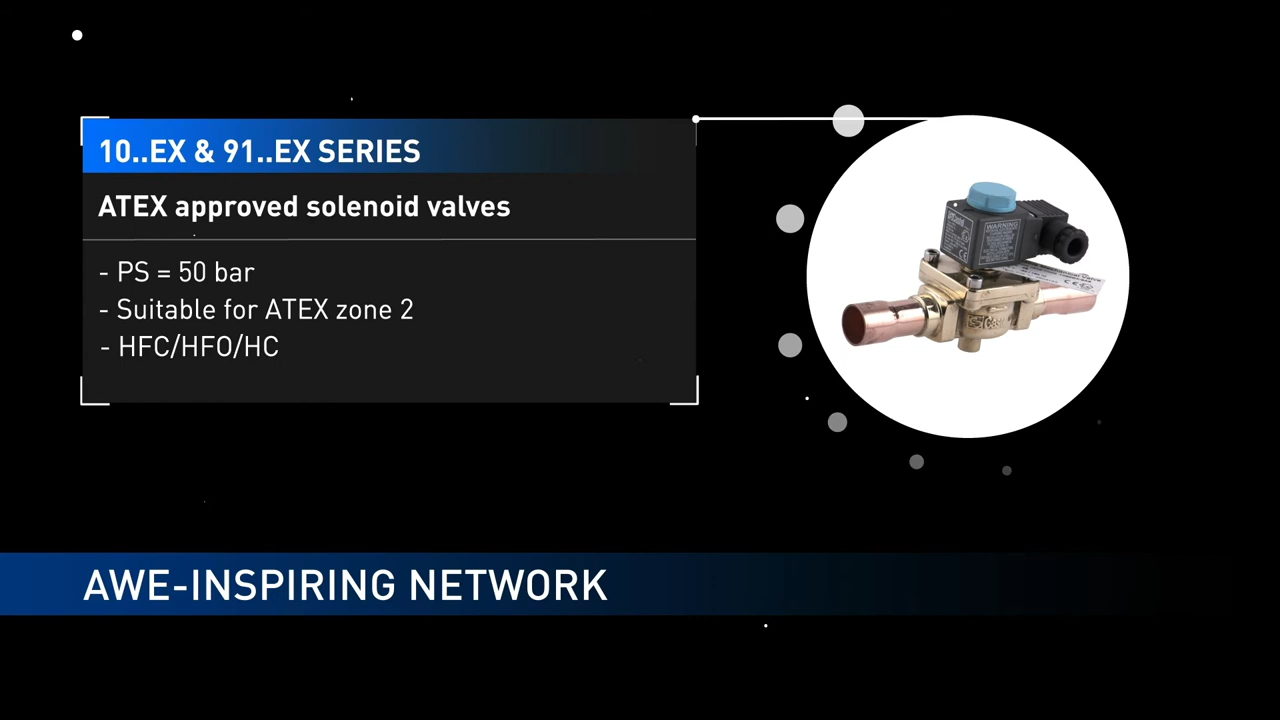 10..EX & 91..EX SERIES
ATEX approved solenoid valves
- PS = 50 bar
- Suitable for ATEX zone 2
- HFC/HFO/HC
WARNING
AWE-INSPIRING NETWORK